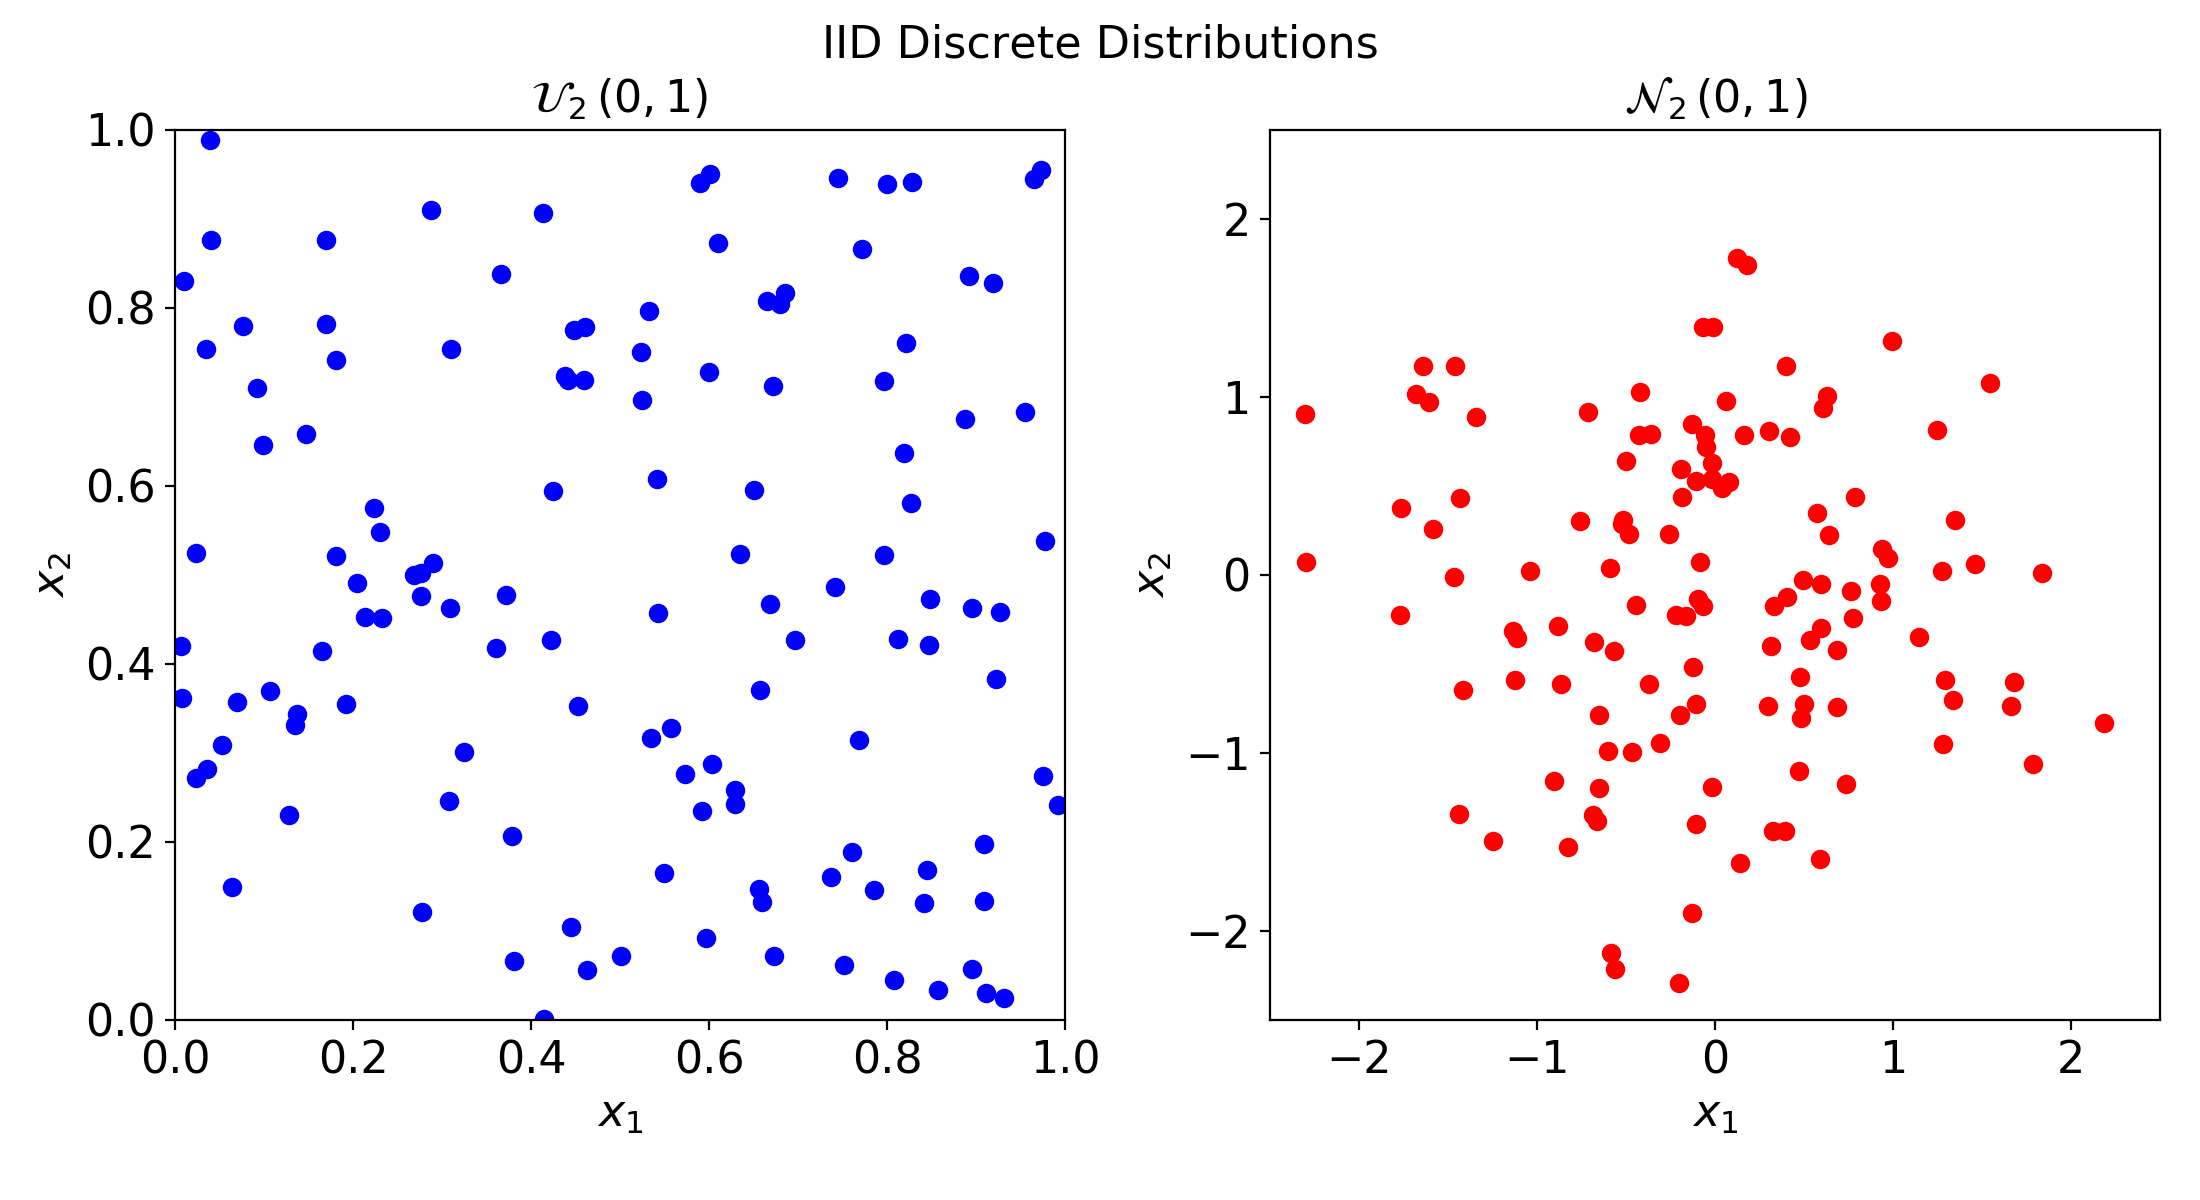 IID Discrete Distributions
𝒰₂ (0, 1)
1.0
0.8
0.6
0.4
0.2
0.0
x₂
0.0 0.2 0.4 0.6 0.8 1.0
x₁
𝒩₂ (0, 1)
2
1
0
−1
−2
x₂
−2 −1 0 1 2
x₁